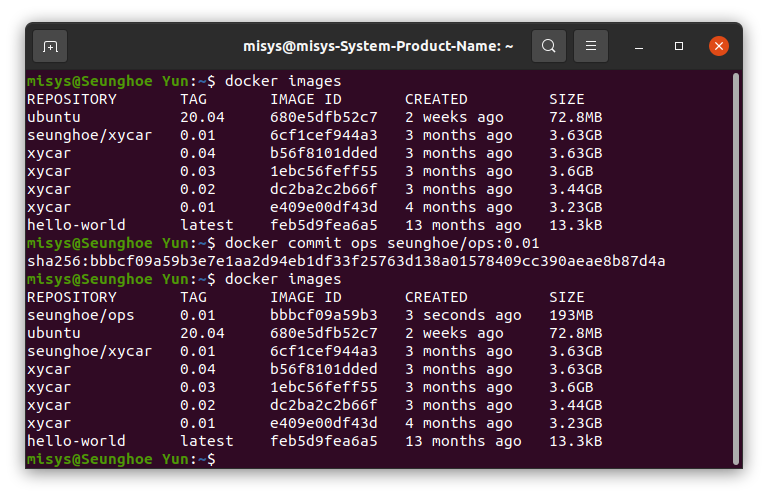 misys@misys-System-Product-Name: ~
misys@Seunghoe Yun:~$ docker images
REPOSITORY TAG IMAGE ID CREATED SIZE
ubuntu 20.04 680e5dfb52c7 2 weeks ago 72.8MB
seunghoe/xycar 0.01 6cf1cef944a3 3 months ago 3.63GB
xycar 0.04 b56f8101dded 3 months ago 3.63GB
xycar 0.03 1ebc56feff55 3 months ago 3.6GB
xycar 0.02 dc2ba2c2b66f 3 months ago 3.44GB
xycar 0.01 e409e00df43d 4 months ago 3.23GB
hello-world latest feb5d9fea6a5 13 months ago 13.3kB
misys@Seunghoe Yun:~$ docker commit ops seunghoe/ops:0.01
sha256:bbbcf09a59b3e7e1aa2d94eb1df33f25763d138a01578409cc390aeae8b87d4a
misys@Seunghoe Yun:~$ docker images
REPOSITORY TAG IMAGE ID CREATED SIZE
seunghoe/ops 0.01 bbbcf09a59b3 3 seconds ago 193MB
ubuntu 20.04 680e5dfb52c7 2 weeks ago 72.8MB
seunghoe/xycar 0.01 6cf1cef944a3 3 months ago 3.63GB
xycar 0.04 b56f8101dded 3 months ago 3.63GB
xycar 0.03 1ebc56feff55 3 months ago 3.6GB
xycar 0.02 dc2ba2c2b66f 3 months ago 3.44GB
xycar 0.01 e409e00df43d 4 months ago 3.23GB
hello-world latest feb5d9fea6a5 13 months ago 13.3kB
misys@Seunghoe Yun:~$